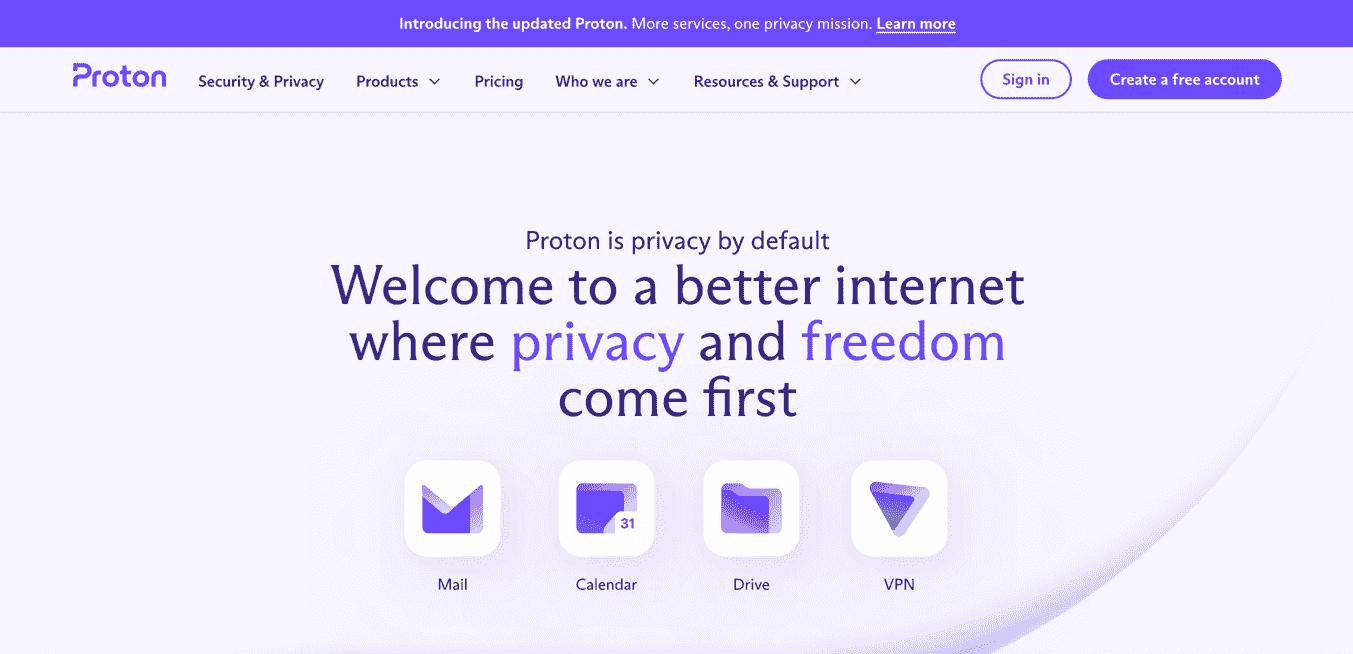 Introducing the updated Proton. More services, one privacy mission. Learn more
Proton
Security & Privacy
Products
Pricing
Who we are
Resources & Support
Sign in
Create a free account
Proton is privacy by default
Welcome to a better internet
where privacy and freedom
come first
31
Mail
Calendar
Drive
VPN